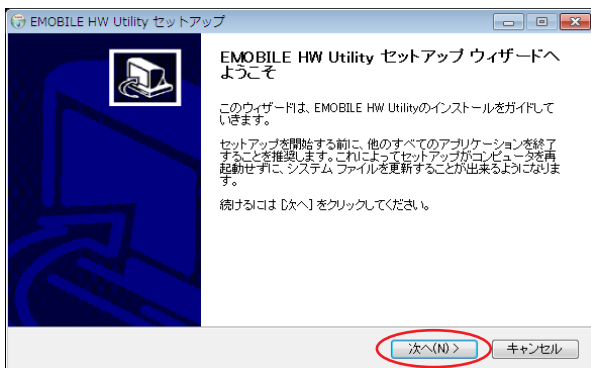 EMOBILE HW Utility セットアップ
EMOBILE HW Utility セットアップ ウィザードへ
ようこそ
このウィザードは、EMOBILE HW Utilityのインストールをガイドして
いきます。
セットアップを開始する前に、他のすべてのアプリケーションを終了
することを推奨します。これによってセットアップがコンピュータを再
起動せずに、システム ファイルを更新することが出来るようになりま
す。
続けるには [次へ] をクリックしてください。
次へ(N) >
キャンセル